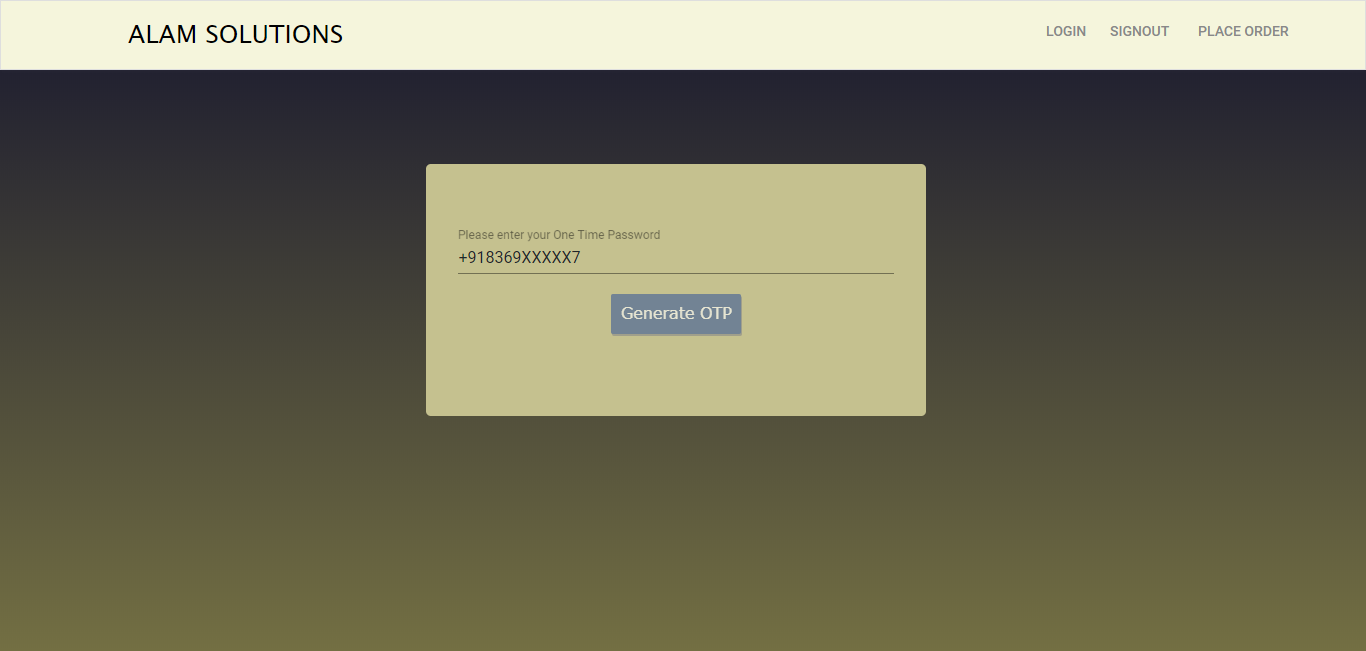 ALAM SOLUTIONS
LOGIN SIGNOUT PLACE ORDER
Please enter your One Time Password
+918369XXXXX7
Generate OTP